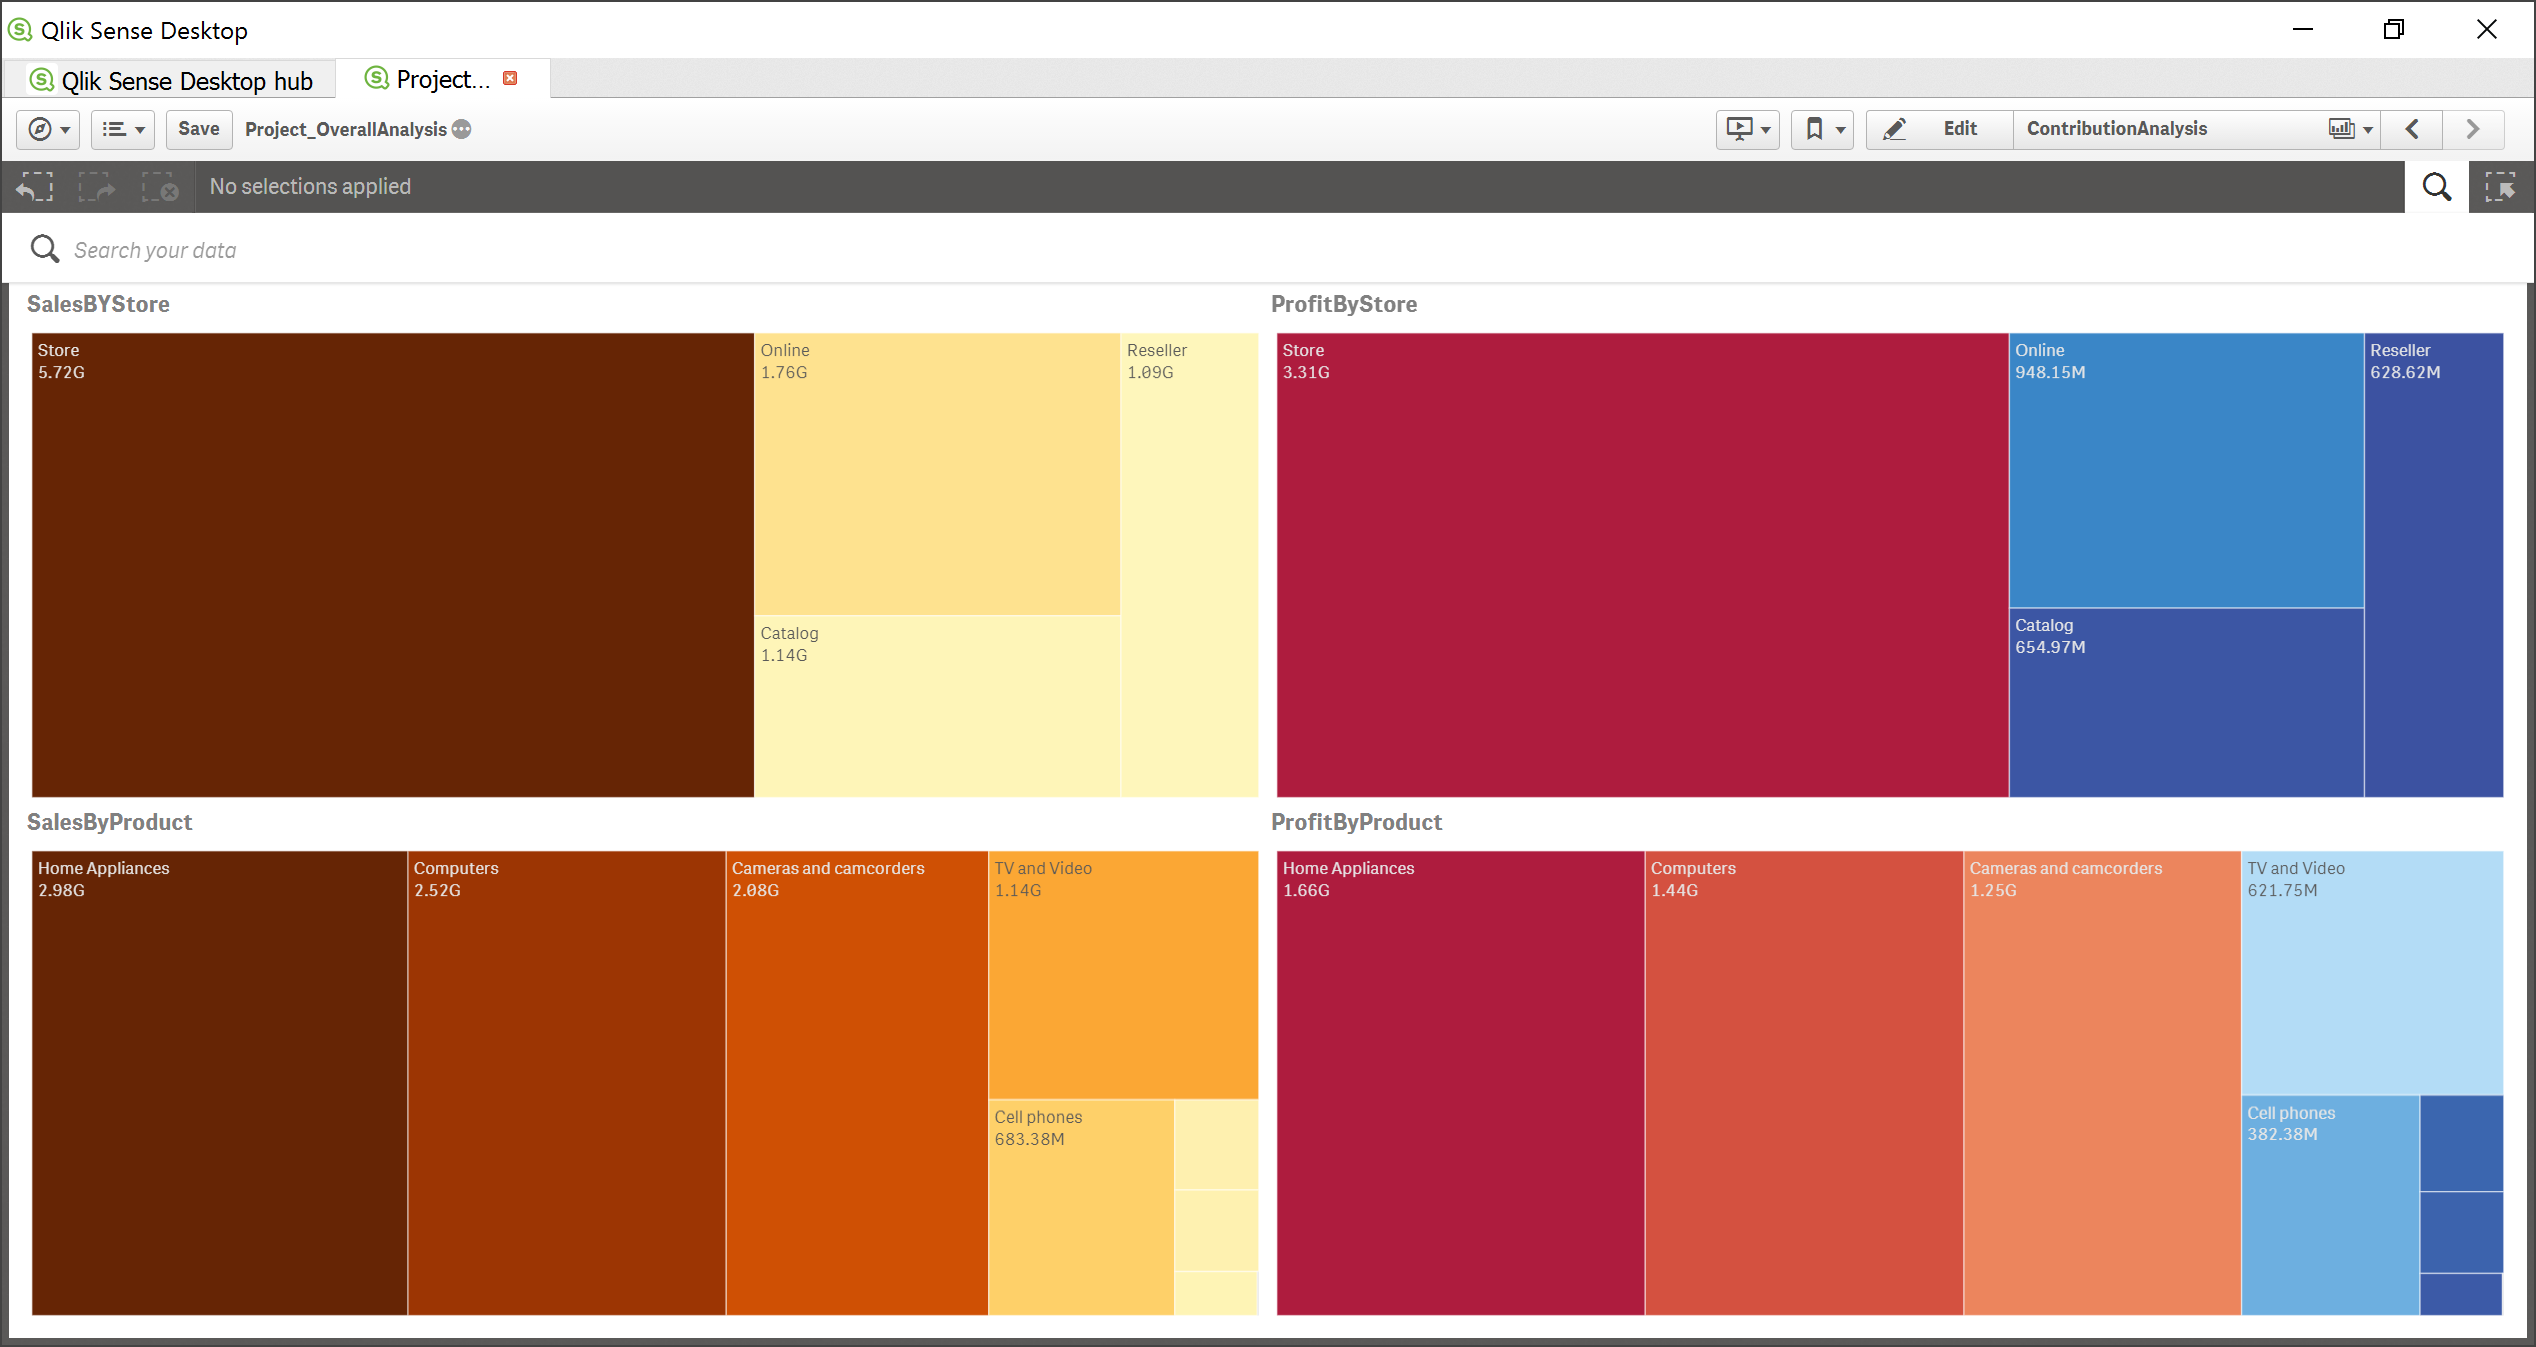 Qlik Sense Desktop
Qlik Sense Desktop hub
Project...
Save
Project_OverallAnalysis
Edit
ContributionAnalysis
No selections applied
Search your data
SalesBYStore
Store
5.72G
Online
1.76G
Reseller
1.09G
Catalog
1.14G
ProfitByStore
Store
3.31G
Online
948.15M
Reseller
628.62M
Catalog
654.97M
SalesByProduct
Home Appliances
2.98G
Computers
2.52G
Cameras and camcorders
2.08G
TV and Video
1.14G
Cell phones
683.38M
ProfitByProduct
Home Appliances
1.66G
Computers
1.44G
Cameras and camcorders
1.25G
TV and Video
621.75M
Cell phones
382.38M